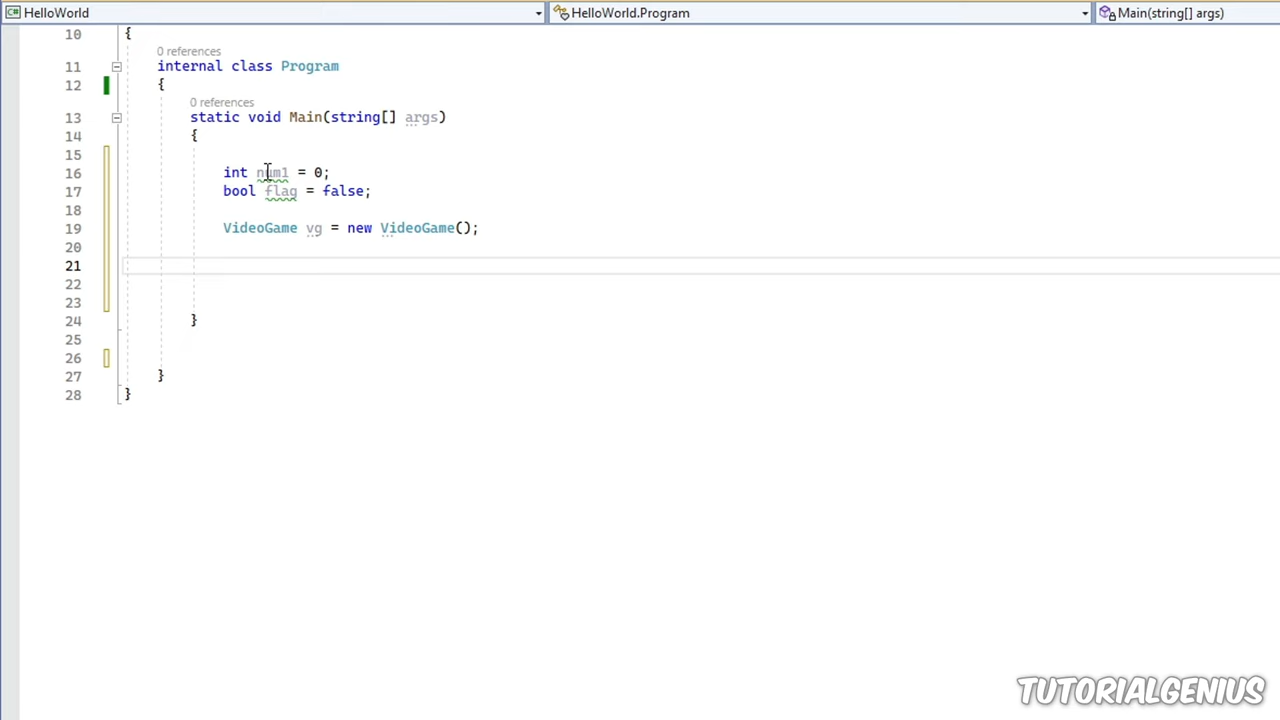 HelloWorld HelloWorld.Program Main(string[] args)
10 {
0 references
11 internal class Program
12 {
0 references
13 static void Main(string[] args)
14 {
15
16 int num1 = 0;
17 bool flag = false;
18
19 VideoGame vg = new VideoGame();
20
21
22
23
24 }
25
26
27 }
28 }
TUTORIALGENIUS